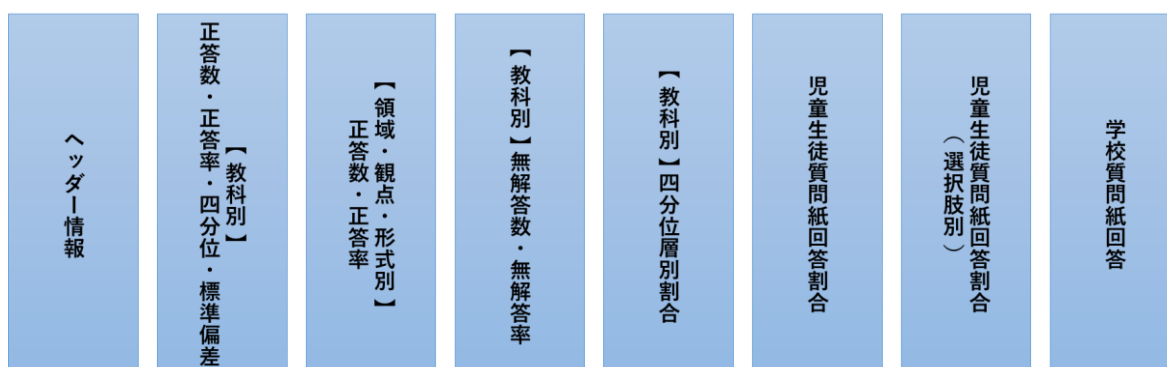 ヘッダー情報
【教科別】
正答数・正答率・四分位・標準偏差
【領域・観点・形式別】
正答数・正答率
【教科別】無解答数・無解答率
【教科別】四分位層別割合
児童生徒質問紙回答割合
児童生徒質問紙回答割合
（選択肢別）
学校質問紙回答